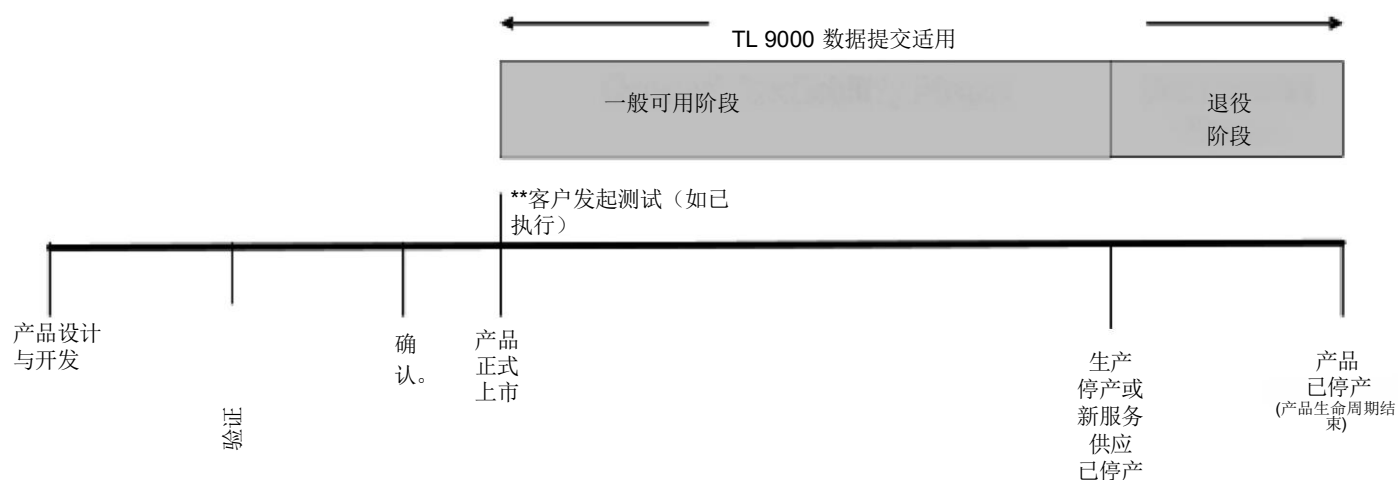 TL 9000 数据提交适用
一般可用阶段
退役
阶段
**客户发起测试（如已
执行）
产品设计
与开发
验证
确
认。
产品
正式
上市
生产
停产或
新服务
供应
已停产
产品
已停产
(产品生命周期结
束)